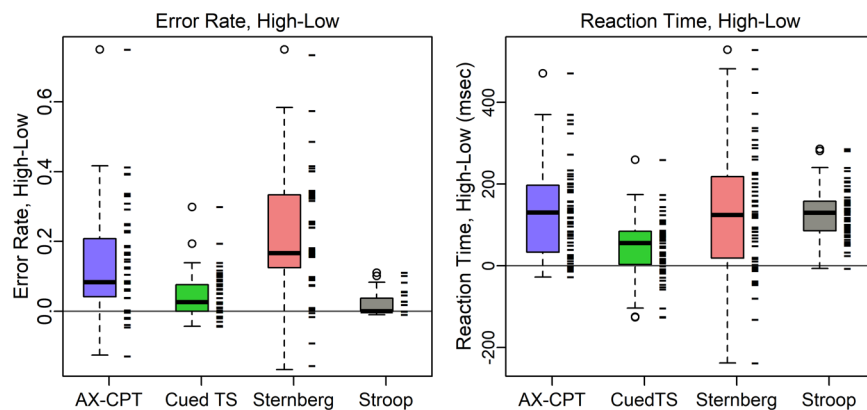 Error Rate, High-Low
Error Rate, High-Low
0.6
0.4
0.2
0.0
AX-CPT Cued TS Sternberg Stroop
Reaction Time, High-Low
Reaction Time, High-Low (msec)
400
200
0
-200
AX-CPT CuedTS Sternberg Stroop